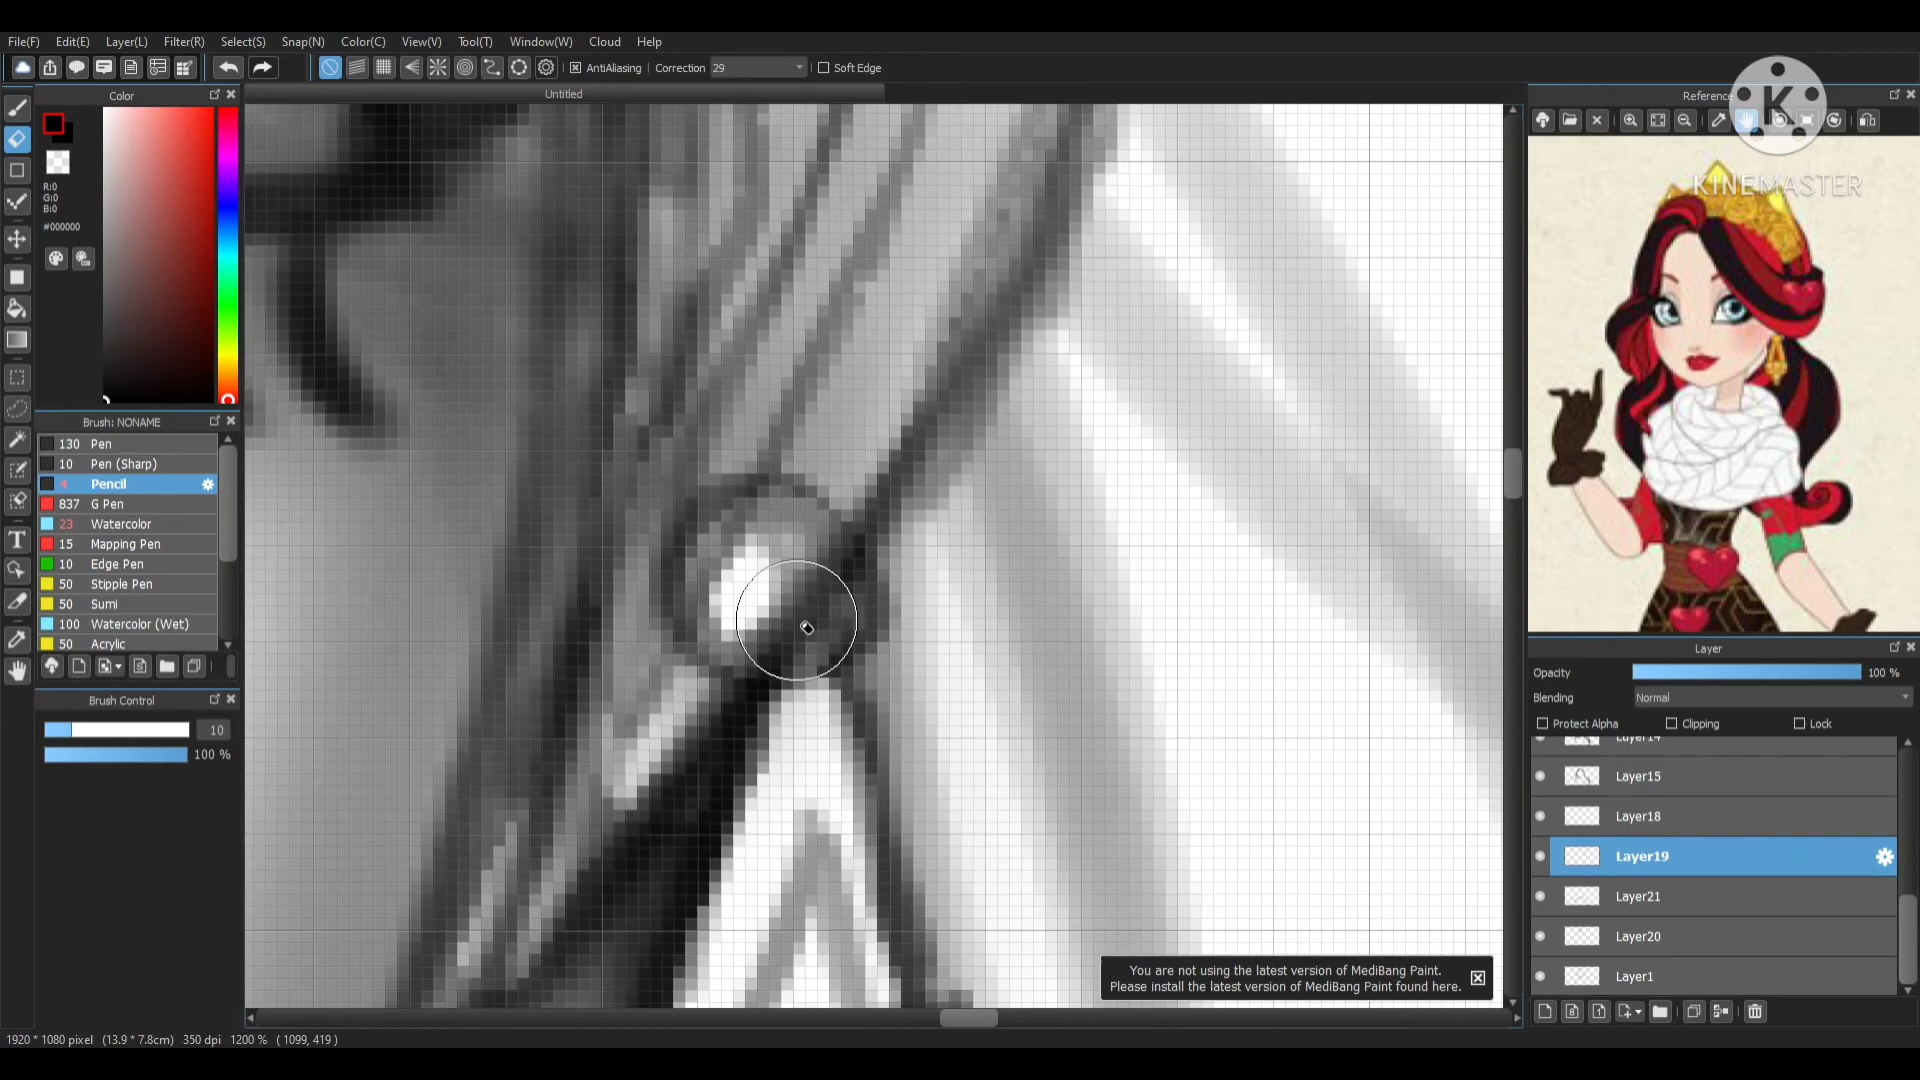 File(F) Edit(E) Layer(L) Filter(R) Select(S) Snap(N) Color(C) View(V) Tool(T) Window(W) Cloud Help
AntiAliasing Correction 29 Soft Edge
Color
Untitled
Reference
K
KINEMASTER
R:0
G:0
B:0
#000000
Brush: NONAME
130 Pen
10 Pen (Sharp)
4 Pencil
837 G Pen
23 Watercolor
15 Mapping Pen
10 Edge Pen
50 Stipple Pen
50 Sumi
100 Watercolor (Wet)
50 Acrylic
Brush Control
10
100 %
T
Layer
Opacity 100 %
Blending Normal
Protect Alpha Clipping Lock
Layer14
Layer15
Layer18
Layer19
Layer21
Layer20
Layer1
You are not using the latest version of MediBang Paint.
Please install the latest version of MediBang Paint found here.
1920 * 1080 pixel (13.9 * 7.8cm) 350 dpi 1200 % ( 1099, 419 )